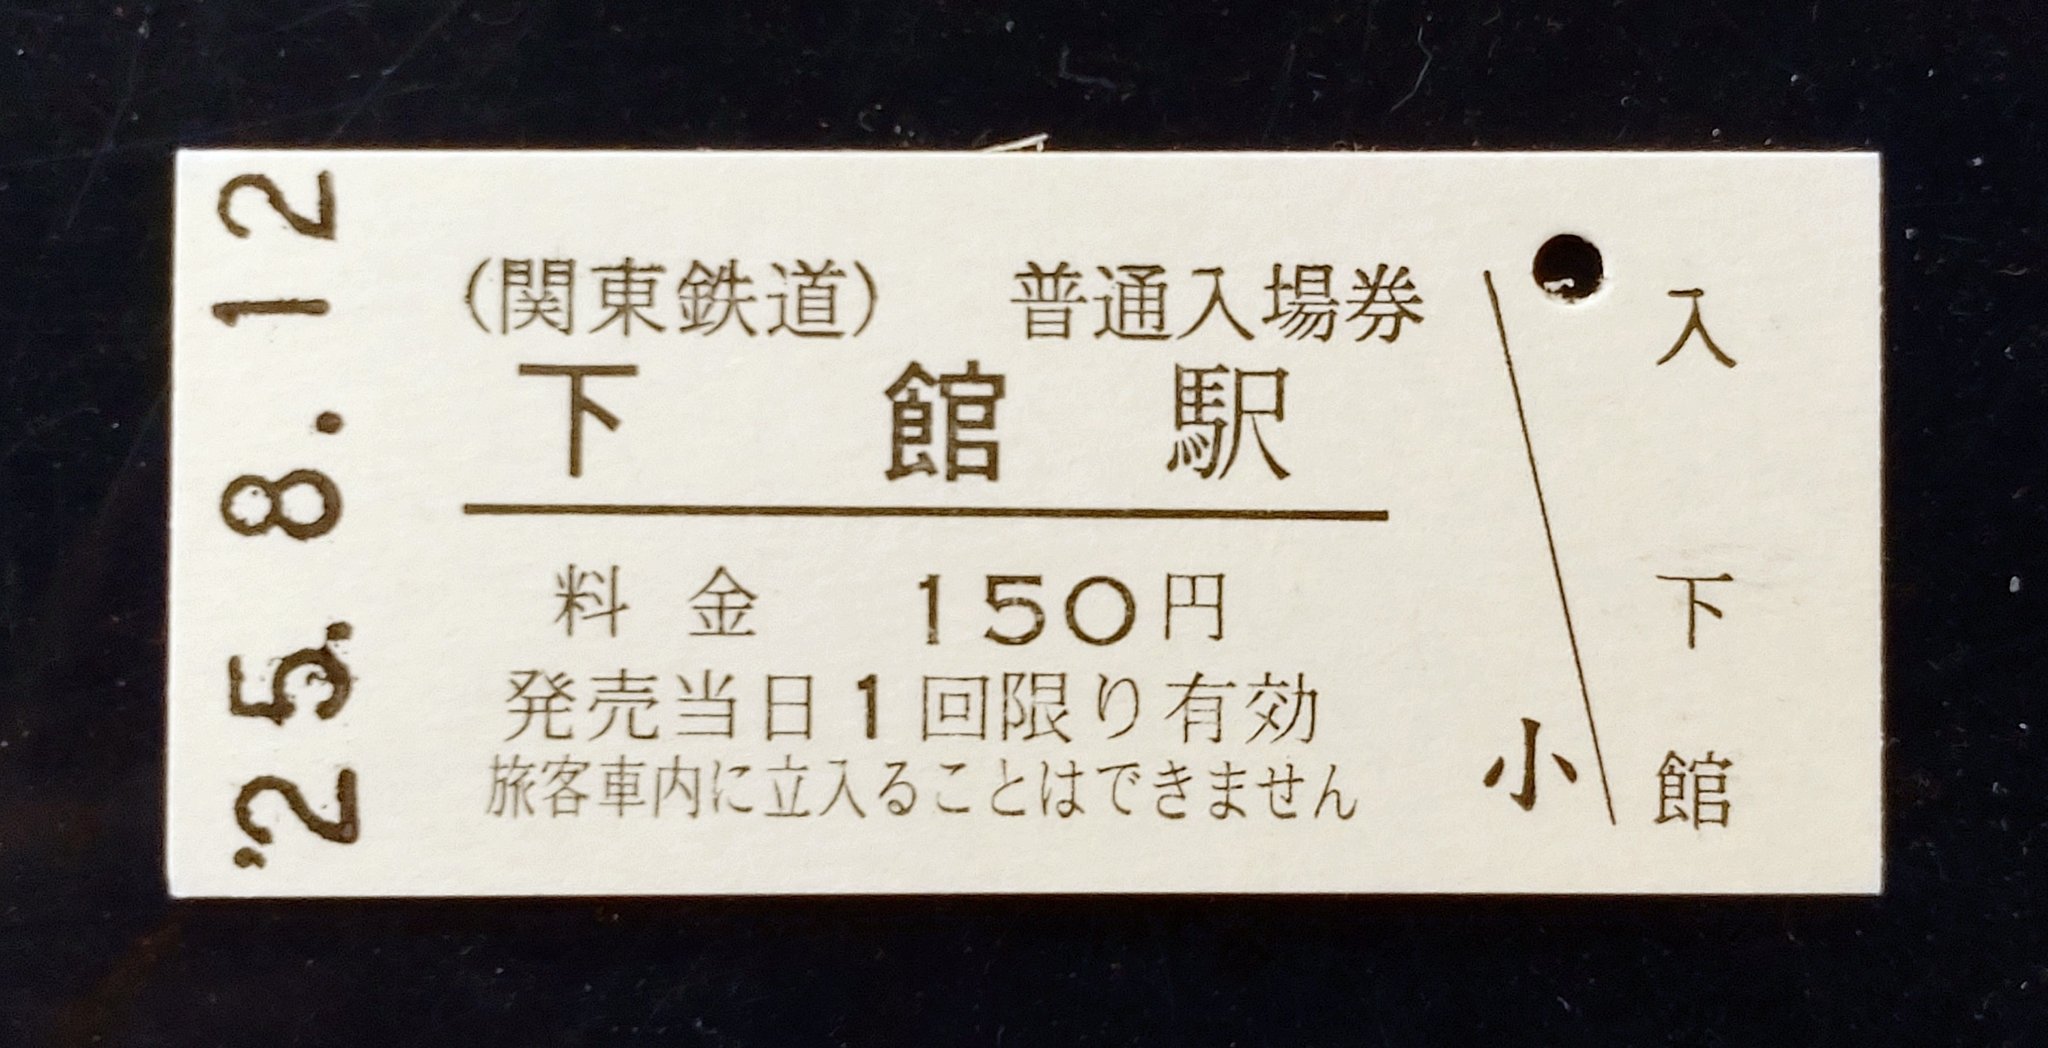 '25.8.12
(関東鉄道) 普通入場券
下館駅
料金 150円
発売当日1回限り有効
旅客車内に立入ることはできません
小
入
下館